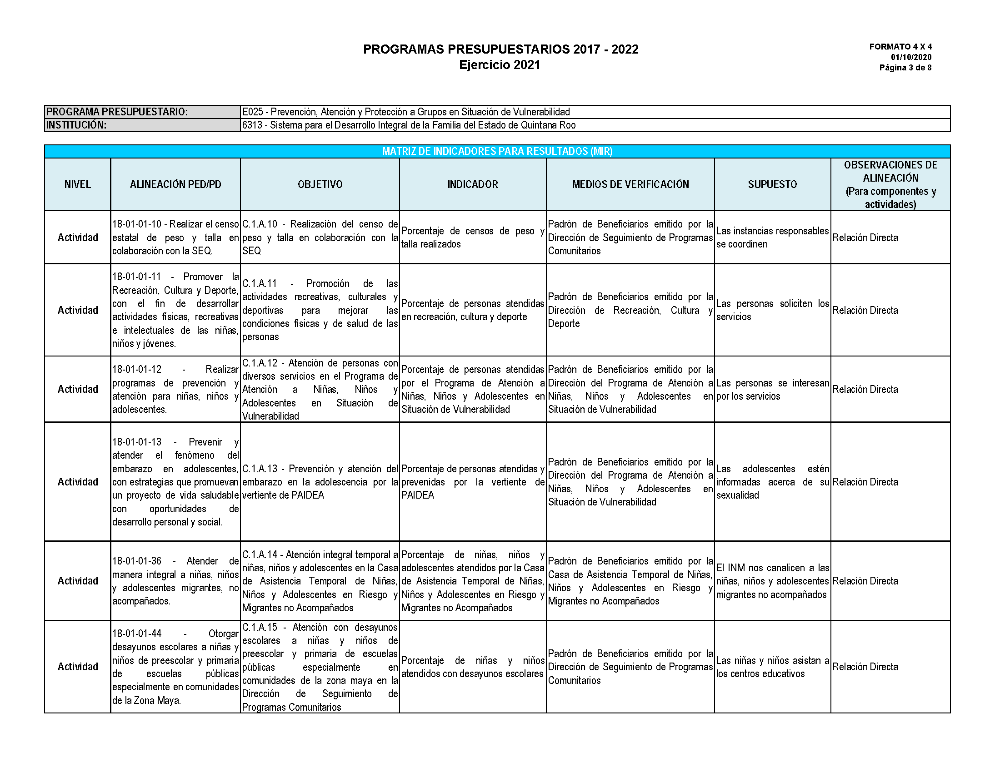 PROGRAMAS PRESUPUESTARIOS 2017 - 2022
Ejercicio 2021
FORMATO 4 X 4
01/10/2020
Página 3 de 8
PROGRAMA PRESUPUESTARIO:
E025 - Prevención, Atención y Protección a Grupos en Situación de Vulnerabilidad
INSTITUCIÓN:
6313 - Sistema para el Desarrollo Integral de la Familia del Estado de Quintana Roo
MATRIZ DE INDICADORES PARA RESULTADOS (MIR)
NIVEL
ALINEACIÓN PED/PD
OBJETIVO
INDICADOR
MEDIOS DE VERIFICACIÓN
SUPUESTO
OBSERVACIONES DE
ALINEACIÓN
(Para componentes y
actividades)
Actividad
18-01-01-10 - Realizar el censo
estatal de peso y talla en
colaboración con la SEQ.
C.1.A.10 - Realización del censo de
peso y talla en colaboración con la
SEQ
Porcentaje de censos de peso y
talla realizados
Padrón de Beneficiarios emitido por la
Dirección de Seguimiento de Programas
Comunitarios
Las instancias responsables
se coordinen
Relación Directa
Actividad
18-01-01-11 - Promover la
Recreación, Cultura y Deporte,
con el fin de desarrollar
actividades físicas, recreativas
e intelectuales de las niñas,
niños y jóvenes.
C.1.A.11 - Promoción de las
actividades recreativas, culturales y
deportivas para mejorar las
condiciones físicas y de salud de las
personas
Porcentaje de personas atendidas
en recreación, cultura y deporte
Padrón de Beneficiarios emitido por la
Dirección de Recreación, Cultura y
Deporte
Las personas soliciten los
servicios
Relación Directa
Actividad
18-01-01-12 - Realizar
programas de prevención y
atención para niñas, niños y
adolescentes.
C.1.A.12 - Atención de personas con
diversos servicios en el Programa de
Atención a Niñas, Niños y
Adolescentes en Situación de
Vulnerabilidad
Porcentaje de personas atendidas
por el Programa de Atención a
Niñas, Niños y Adolescentes en
Situación de Vulnerabilidad
Padrón de Beneficiarios emitido por la
Dirección del Programa de Atención a
Niñas, Niños y Adolescentes en
Situación de Vulnerabilidad
Las personas se interesan
por los servicios
Relación Directa
Actividad
18-01-01-13 - Prevenir y
atender el fenómeno del
embarazo en adolescentes,
con estrategias que promuevan
un proyecto de vida saludable
con oportunidades de
desarrollo personal y social.
C.1.A.13 - Prevención y atención del
embarazo en la adolescencia por la
vertiente de PAIDEA
Porcentaje de personas atendidas y
prevenidas por la vertiente de
PAIDEA
Padrón de Beneficiarios emitido por la
Dirección del Programa de Atención a
Niñas, Niños y Adolescentes en
Situación de Vulnerabilidad
Las adolescentes estén
informadas acerca de su
sexualidad
Relación Directa
Actividad
18-01-01-36 - Atender de
manera integral a niñas, niños
y adolescentes migrantes, no
acompañados.
C.1.A.14 - Atención integral temporal a
niñas, niños y adolescentes en la Casa
de Asistencia Temporal de Niñas,
Niños y Adolescentes en Riesgo y
Migrantes no Acompañados
Porcentaje de niñas, niños y
adolescentes atendidos por la Casa
de Asistencia Temporal de Niñas,
Niños y Adolescentes en Riesgo y
Migrantes no Acompañados
Padrón de Beneficiarios emitido por la
Casa de Asistencia Temporal de Niñas,
Niños y Adolescentes en Riesgo y
Migrantes no Acompañados
El INM nos canalicen a las
niñas, niños y adolescentes
migrantes no acompañados
Relación Directa
Actividad
18-01-01-44 - Otorgar
desayunos escolares a niñas y
niños de preescolar y primaria
de escuelas públicas
especialmente en comunidades
de la Zona Maya.
C.1.A.15 - Atención con desayunos
escolares a niñas y niños de
preescolar y primaria de escuelas
públicas especialmente en
comunidades de la zona maya en la
Dirección de Seguimiento de
Programas Comunitarios
Porcentaje de niñas y niños
atendidos con desayunos escolares
Padrón de Beneficiarios emitido por la
Dirección de Seguimiento de Programas
Comunitarios
Las niñas y niños asistan a
los centros educativos
Relación Directa